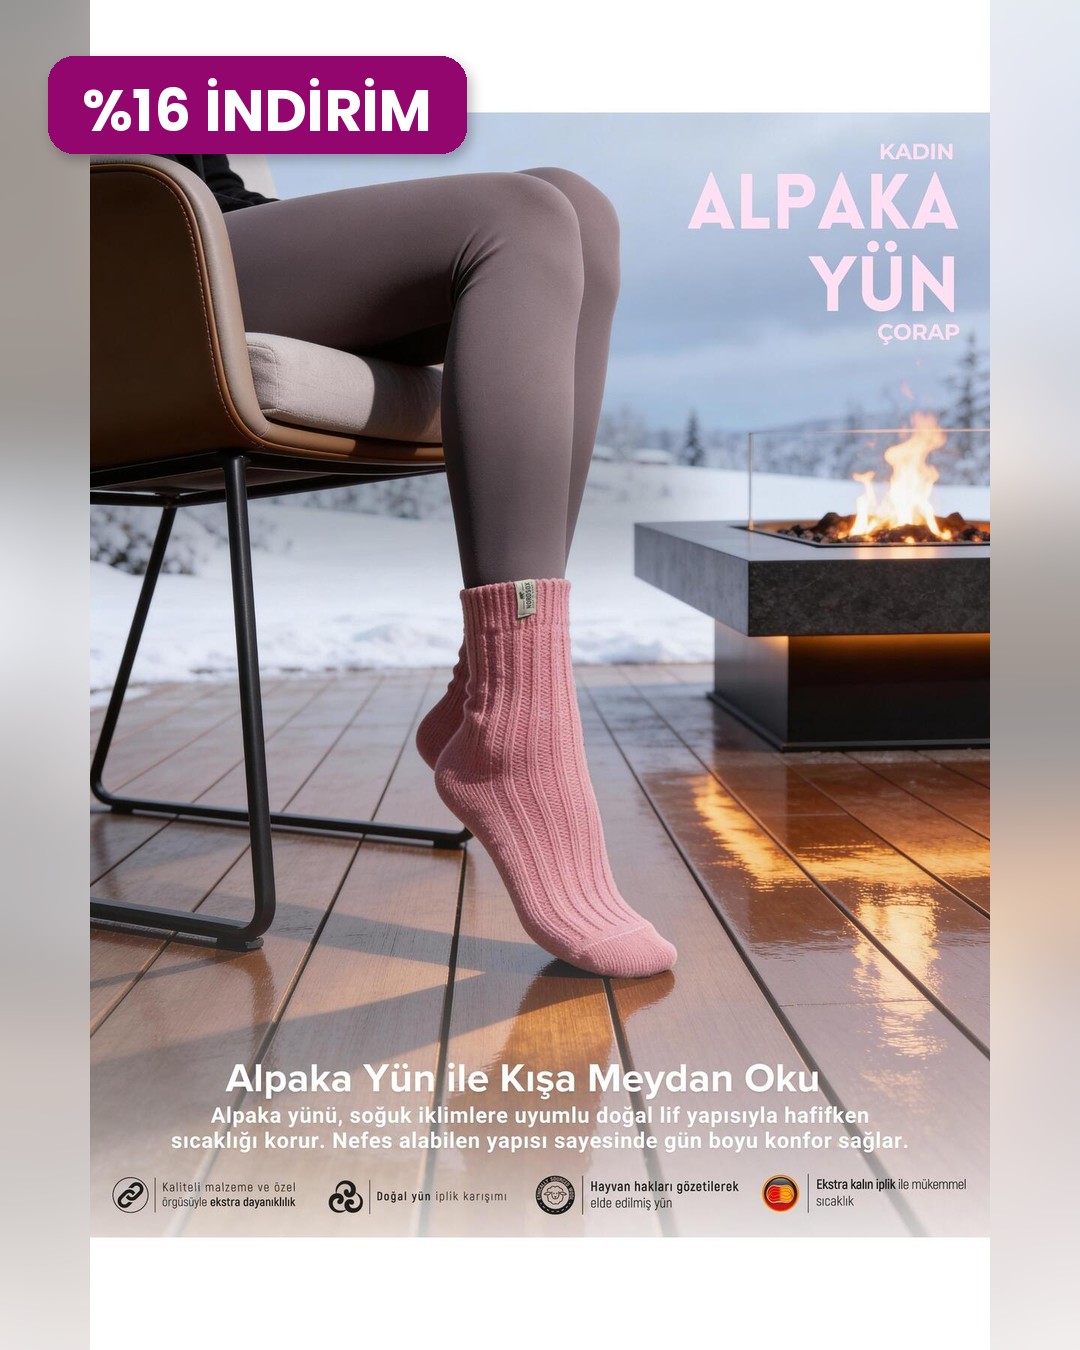 %16 İNDİRİM
KADIN
ALPAKA
YÜN
ÇORAP
NORDSOX
Alpaka Yün ile Kışa Meydan Oku
Alpaka yünü, soğuk iklimlere uyumlu doğal lif yapısıyla hafifken
sıcaklığı korur. Nefes alabilen yapısı sayesinde gün boyu konfor sağlar.
Kaliteli malzeme ve özel
örgüsüyle ekstra dayanıklılık
Doğal yün iplik karışımı
Hayvan hakları gözetilerek
elde edilmiş yün
Ekstra kalın iplik ile mükemmel
sıcaklık